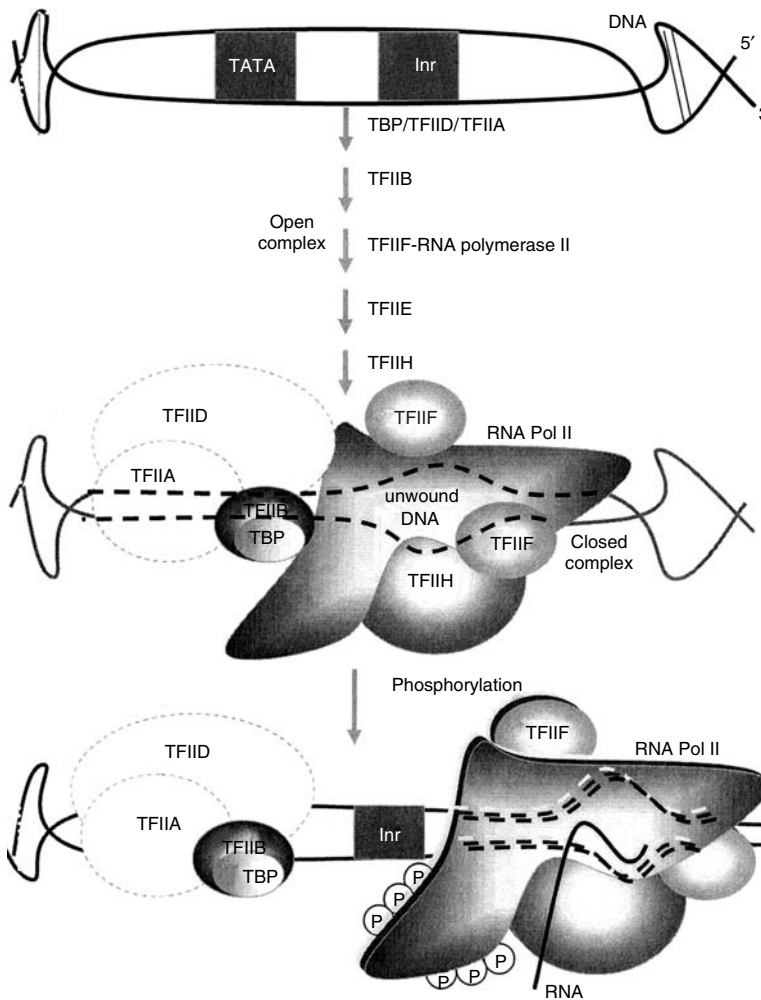 DNA
5′
TATA
Inr
TBP/TFIID/TFIIA
TFIIB
Open
complex
TFIIF-RNA polymerase II
TFIIE
TFIIH
TFIID
TFIIF
RNA Pol II
TFIIA
unwound
DNA
TFIIB
TBP
TFIIF
Closed
complex
TFIIH
Phosphorylation
TFIIF
TFIID
RNA Pol II
TFIIA
Inr
TFIIB
TBP
P
P
P
P
P
P
RNA